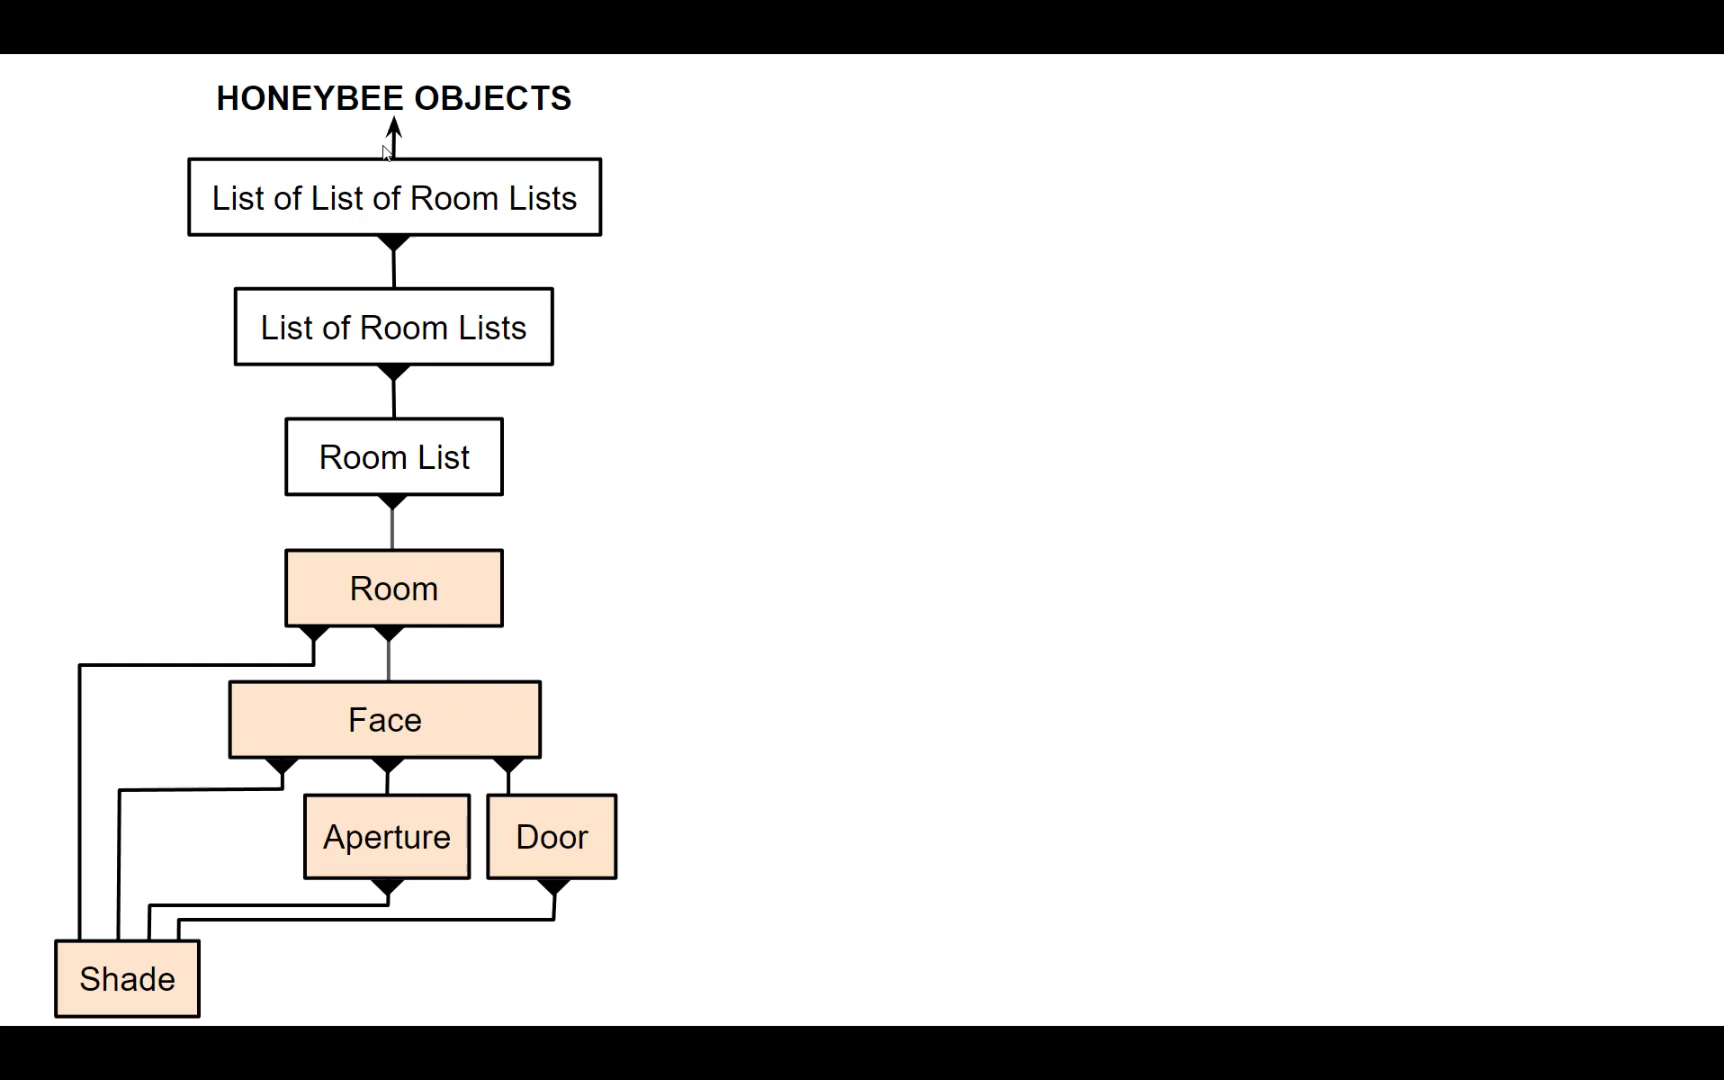 HONEYBEE OBJECTS
List of List of Room Lists
List of Room Lists
Room List
Room
Face
Aperture
Door
Shade